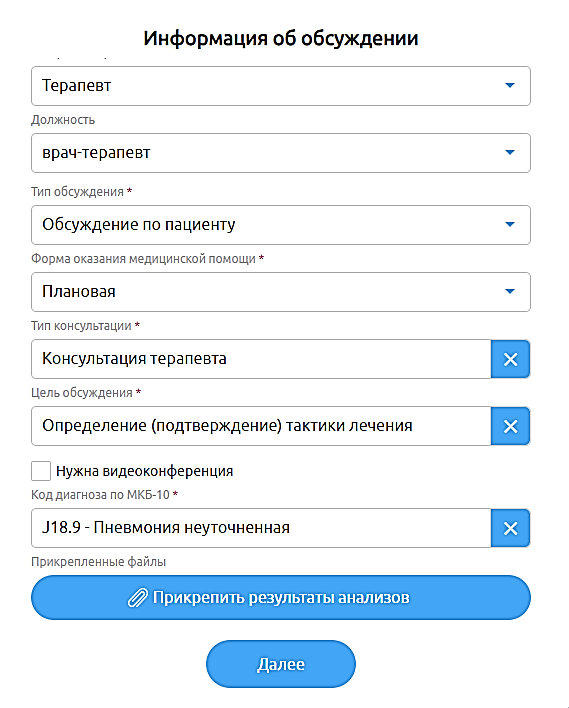 Информация об обсуждении
Терапевт
Должность
врач-терапевт
Тип обсуждения *
Обсуждение по пациенту
Форма оказания медицинской помощи *
Плановая
Тип консультации *
Консультация терапевта
Цель обсуждения *
Определение (подтверждение) тактики лечения
Нужна видеоконференция
Код диагноза по МКБ-10 *
J18.9 - Пневмония неуточненная
Прикрепленные файлы
Прикрепить результаты анализов
Далее